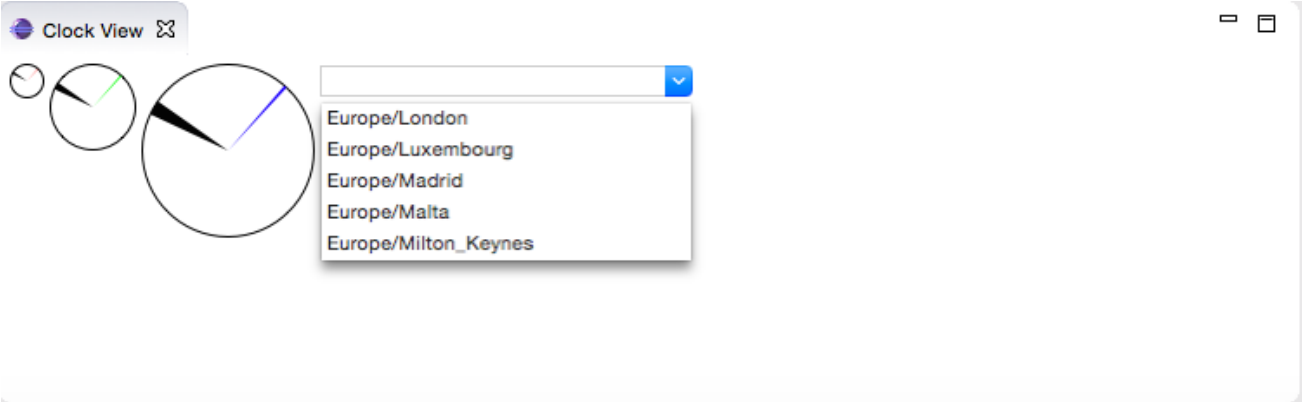 Clock View
Europe/London
Europe/Luxembourg
Europe/Madrid
Europe/Malta
Europe/Milton_Keynes